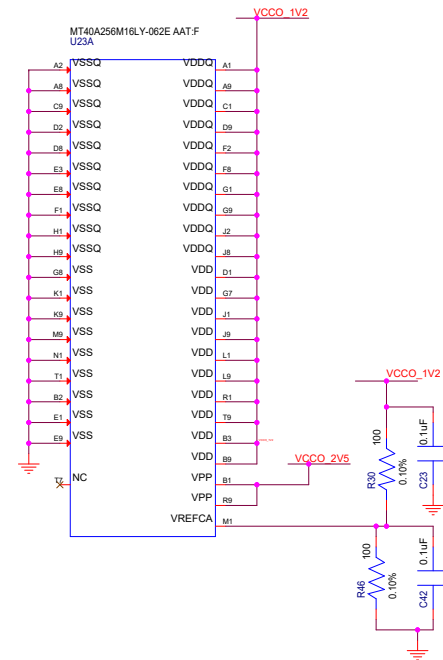 VCCO_1V2
MT40A256M16LY-062E AAT:F
U23A
A2 VSSQ VDDQ A1
A8 VSSQ VDDQ A9
C9 VSSQ VDDQ C1
D2 VSSQ VDDQ D9
D8 VSSQ VDDQ F2
E3 VSSQ VDDQ F8
E8 VSSQ VDDQ G1
F1 VSSQ VDDQ G9
H1 VSSQ VDDQ J2
H9 VSSQ VDDQ J8
G8 VSS VDD D1
K1 VSS VDD G7
K9 VSS VDD J1
M9 VSS VDD J9
N1 VSS VDD L1
T1 VSS VDD L9
B2 VSS VDD R1
E1 VSS VDD T9
E9 VSS VDD B3
VDD B9
T7 NC VPP B1
VPP R9
VREFCA M1
VCCO_2V5
VCCO_1V2
R30
100
0.10%
0.1uF
C23
R46
100
0.10%
0.1uF
C42